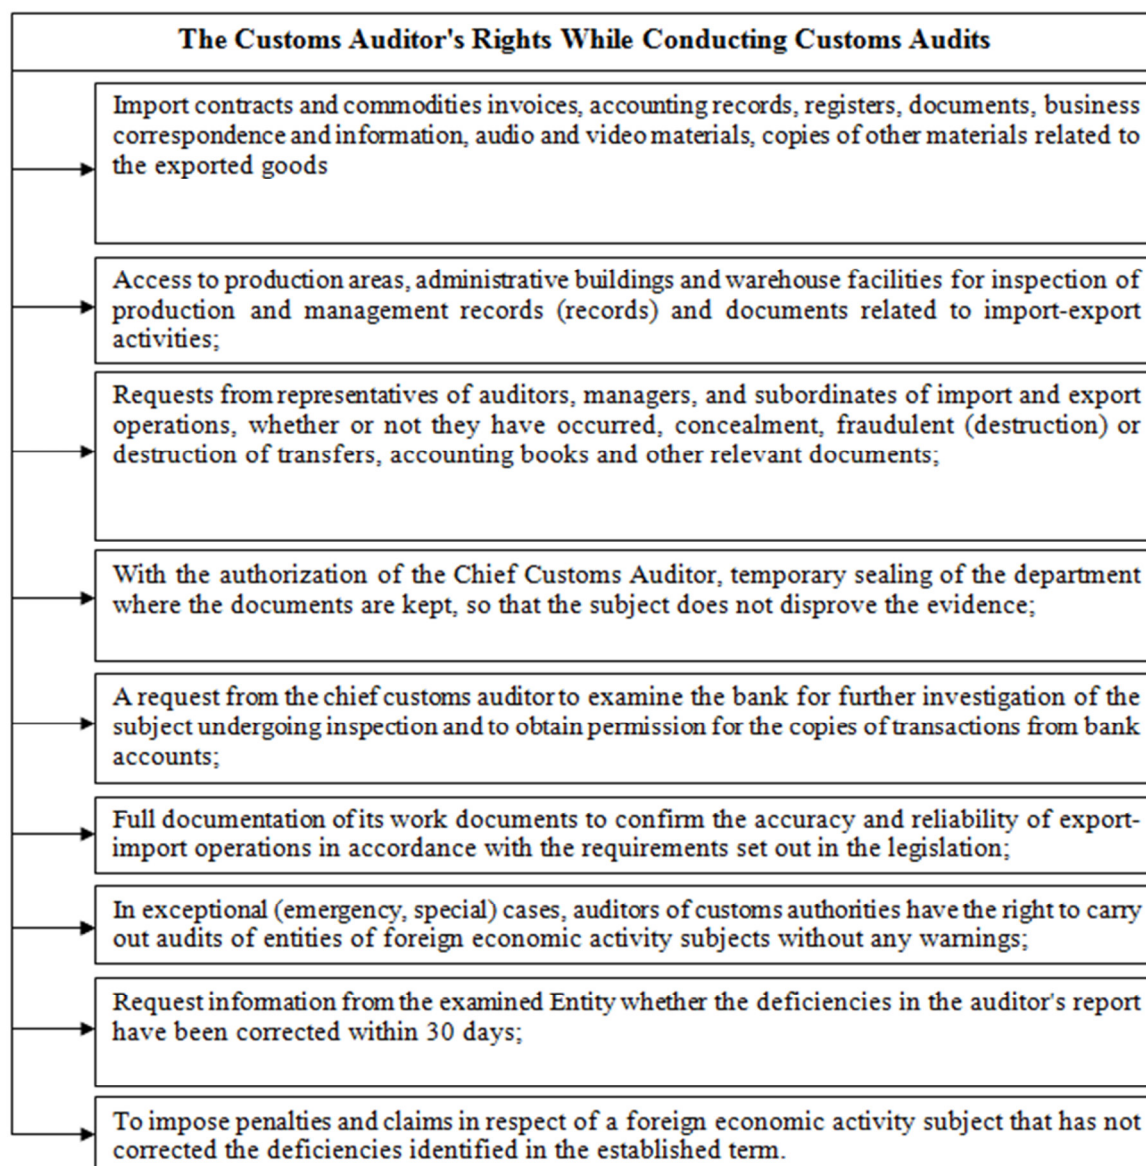 The Customs Auditor's Rights While Conducting Customs Audits
Import contracts and commodities invoices, accounting records, registers, documents, business
correspondence and information, audio and video materials, copies of other materials related to
the exported goods
Access to production areas, administrative buildings and warehouse facilities for inspection of
production and management records (records) and documents related to import-export
activities;
Requests from representatives of auditors, managers, and subordinates of import and export
operations, whether or not they have occurred, concealment, fraudulent (destruction) or
destruction of transfers, accounting books and other relevant documents;
With the authorization of the Chief Customs Auditor, temporary sealing of the department
where the documents are kept, so that the subject does not disprove the evidence;
A request from the chief customs auditor to examine the bank for further investigation of the
subject undergoing inspection and to obtain permission for the copies of transactions from bank
accounts;
Full documentation of its work documents to confirm the accuracy and reliability of export-
import operations in accordance with the requirements set out in the legislation;
In exceptional (emergency, special) cases, auditors of customs authorities have the right to carry
out audits of entities of foreign economic activity subjects without any warnings;
Request information from the examined Entity whether the deficiencies in the auditor's report
have been corrected within 30 days;
To impose penalties and claims in respect of a foreign economic activity subject that has not
corrected the deficiencies identified in the established term.